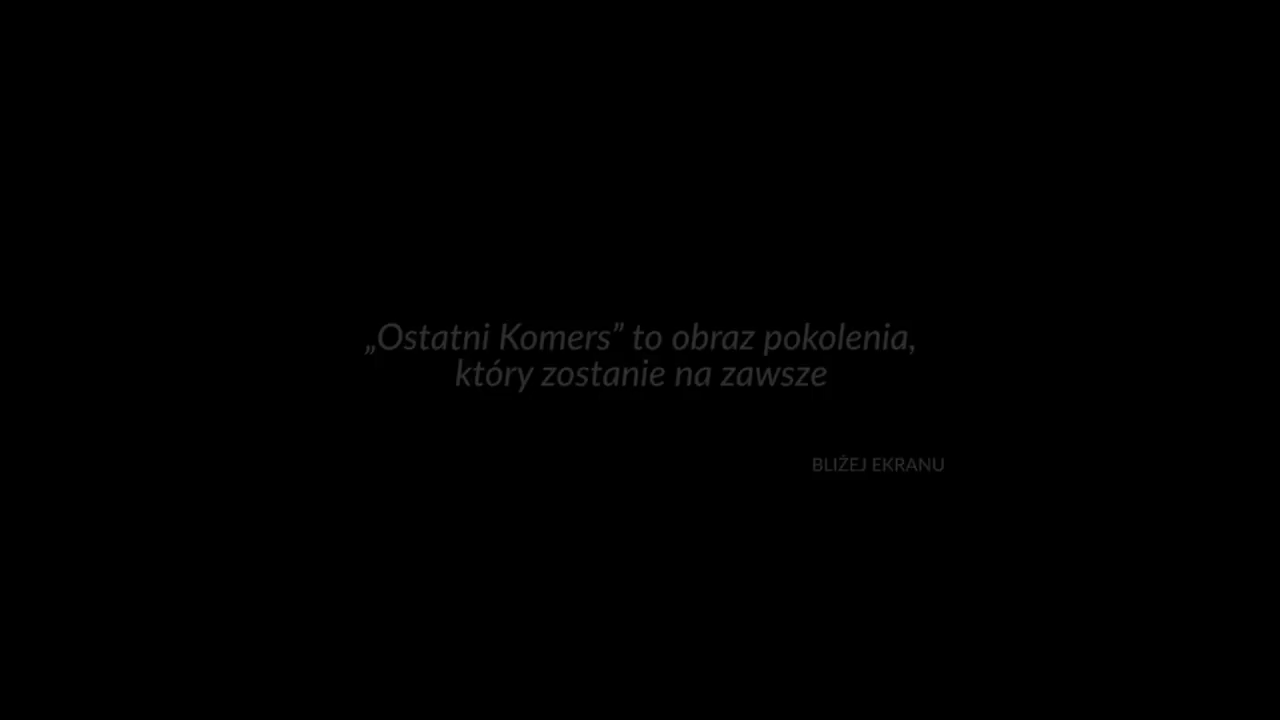 „Ostatni Komers” to obraz pokolenia,
który zostanie na zawsze
BLIŻEJ EKRANU